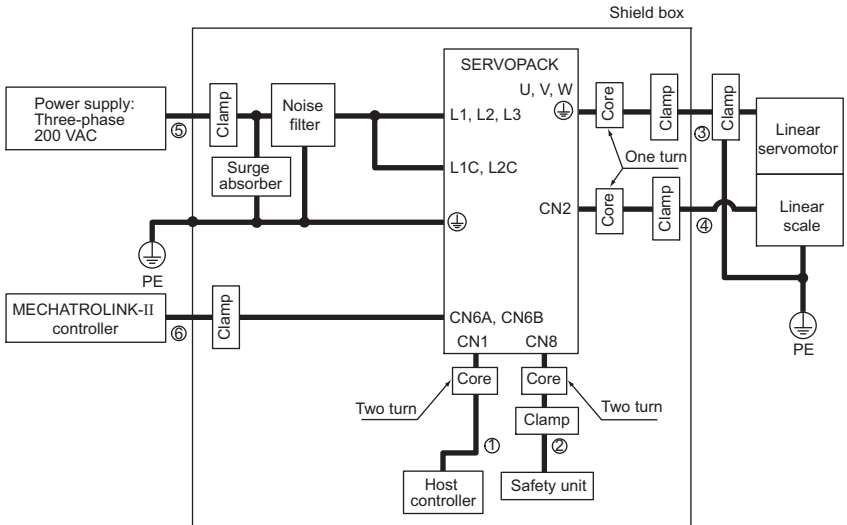 Shield box
SERVOPACK
U, V, W
Power supply:
Three-phase
200 VAC
⑤
Clamp
Noise
filter
L1, L2, L3
Core
Clamp
③
Clamp
Linear
servomotor
One turn
Surge
absorber
L1C, L2C
CN2
Core
Clamp
④
Linear
scale
PE
MECHATROLINK-II
controller
⑥
Clamp
CN6A, CN6B
CN1
CN8
PE
Core
Core
Two turn
Two turn
Clamp
①
②
Host
controller
Safety unit